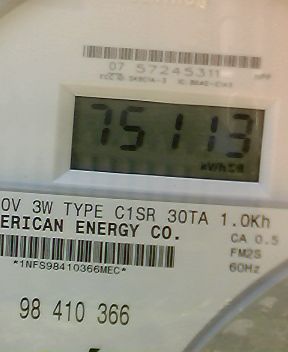 07 57245311
75113
kWh
0V 3W TYPE C1SR 30TA 1.0Kh
ERICAN ENERGY CO.
CA 0.5
FM2S
60Hz
*1NFS98410366MEC*
98 410 366